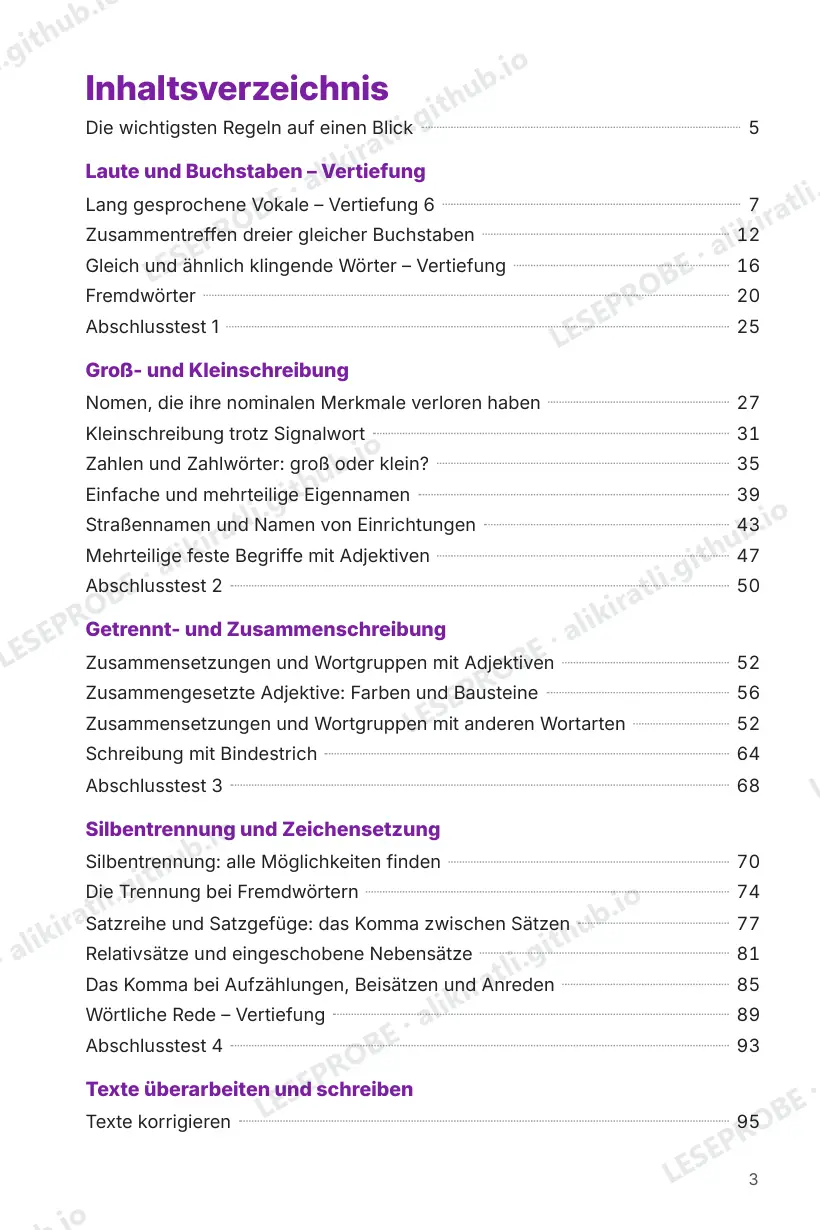 Inhaltsverzeichnis
Die wichtigsten Regeln auf einen Blick 5
Laute und Buchstaben – Vertiefung
Lang gesprochene Vokale – Vertiefung 6 7
Zusammentreffen dreier gleicher Buchstaben 12
Gleich und ähnlich klingende Wörter – Vertiefung 16
Fremdwörter 20
Abschlusstest 1 25
Groß- und Kleinschreibung
Nomen, die ihre nominalen Merkmale verloren haben 27
Kleinschreibung trotz Signalwort 31
Zahlen und Zahlwörter: groß oder klein? 35
Einfache und mehrteilige Eigennamen 39
Straßennamen und Namen von Einrichtungen 43
Mehrteilige feste Begriffe mit Adjektiven 47
Abschlusstest 2 50
Getrennt- und Zusammenschreibung
Zusammensetzungen und Wortgruppen mit Adjektiven 52
Zusammengesetzte Adjektive: Farben und Bausteine 56
Zusammensetzungen und Wortgruppen mit anderen Wortarten 52
Schreibung mit Bindestrich 64
Abschlusstest 3 68
Silbentrennung und Zeichensetzung
Silbentrennung: alle Möglichkeiten finden 70
Die Trennung bei Fremdwörtern 74
Satzreihe und Satzgefüge: das Komma zwischen Sätzen 77
Relativsätze und eingeschobene Nebensätze 81
Das Komma bei Aufzählungen, Beisätzen und Anreden 85
Wörtliche Rede – Vertiefung 89
Abschlusstest 4 93
Texte überarbeiten und schreiben
Texte korrigieren 95
3
LESEPROBE · alikiratli.github.io